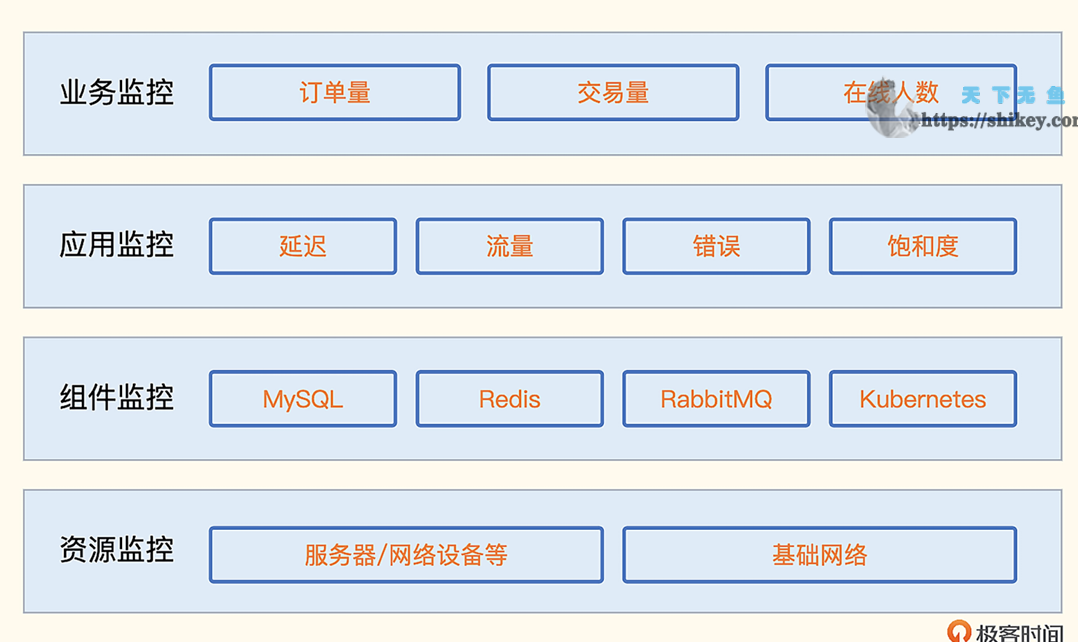 业务监控
订单量
交易量
在线人数
天下无鱼
https://shikey.com
应用监控
延迟
流量
错误
饱和度
组件监控
MySQL
Redis
RabbitMQ
Kubernetes
资源监控
服务器/网络设备等
基础网络
极客时间